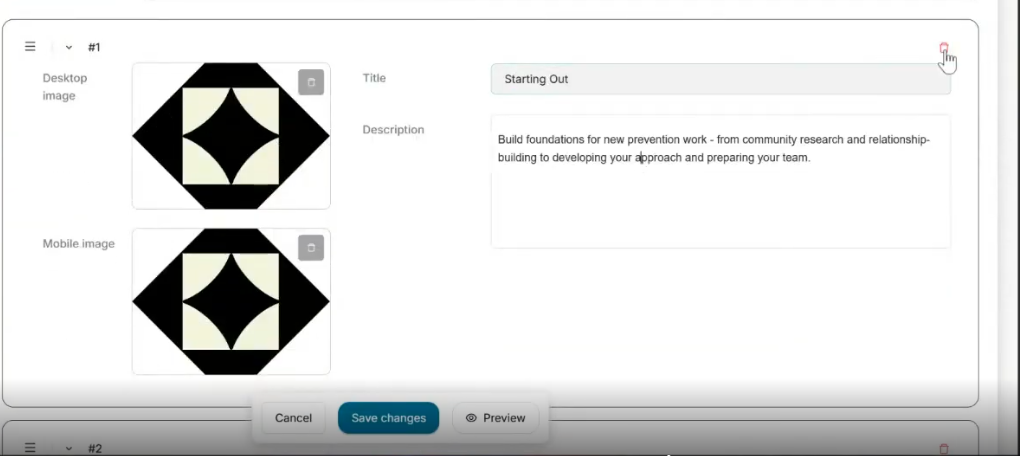 #1
Desktop image
Title
Starting Out
Description
Build foundations for new prevention work - from community research and relationship-
building to developing your approach and preparing your team.
Mobile image
Cancel
Save changes
Preview
#2